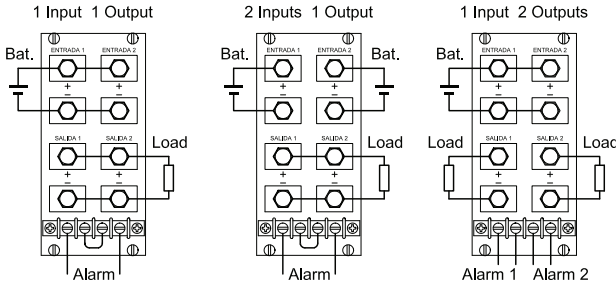 1 Input 1 Output
2 Inputs 1 Output
1 Input 2 Outputs
Bat.
ENTRADA 1
ENTRADA 2
+
+
−
−
SALIDA 1
SALIDA 2
Load
+
+
−
−
Alarm
Bat.
ENTRADA 1
ENTRADA 2
Bat.
+
+
−
−
SALIDA 1
SALIDA 2
Load
+
+
−
−
Alarm
Bat.
ENTRADA 1
ENTRADA 2
+
+
−
−
Load
SALIDA 1
SALIDA 2
Load
+
+
−
−
Alarm 1
Alarm 2